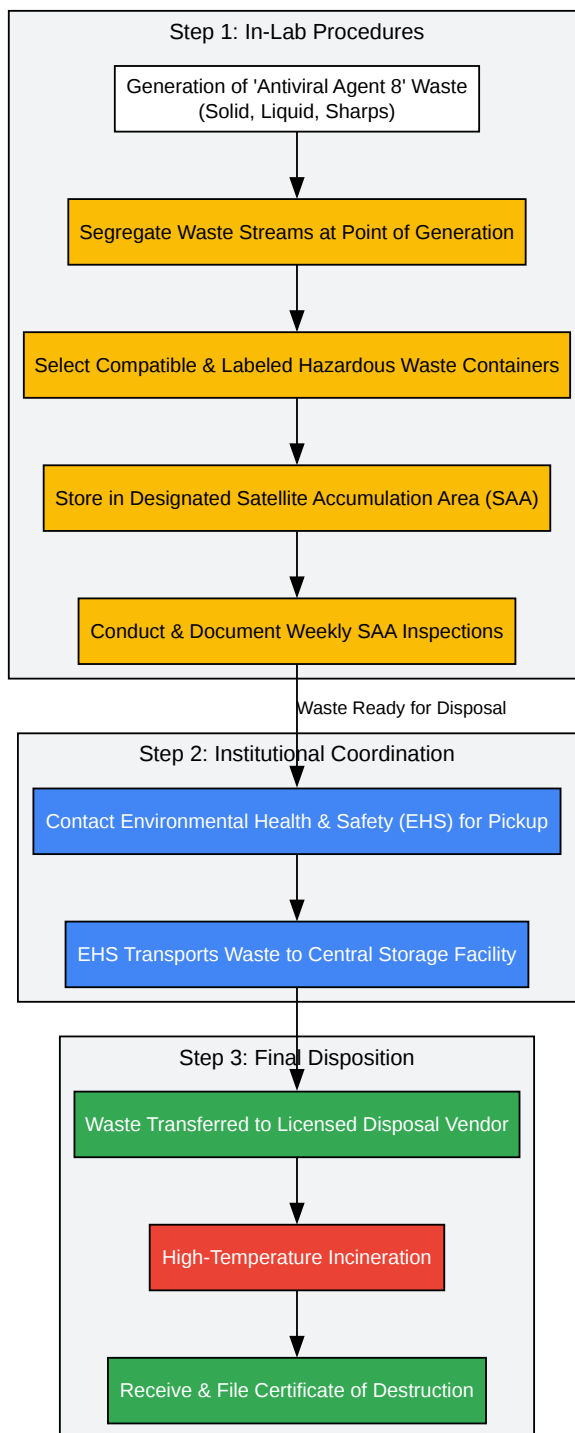 Step 1: In-Lab Procedures
Generation of 'Antiviral Agent 8' Waste
(Solid, Liquid, Sharps)
Segregate Waste Streams at Point of Generation
Select Compatible & Labeled Hazardous Waste Containers
Store in Designated Satellite Accumulation Area (SAA)
Conduct & Document Weekly SAA Inspections
Waste Ready for Disposal
Step 2: Institutional Coordination
Contact Environmental Health & Safety (EHS) for Pickup
EHS Transports Waste to Central Storage Facility
Step 3: Final Disposition
Waste Transferred to Licensed Disposal Vendor
High-Temperature Incineration
Receive & File Certificate of Destruction